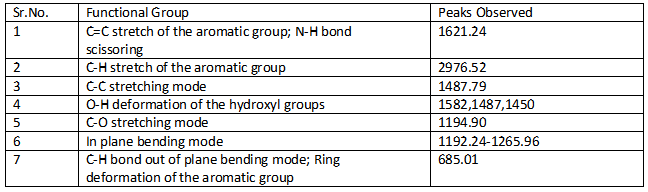 Sr.No. Functional Group Peaks Observed
1 C=C stretch of the aromatic group; N-H bond 1621.24
scissoring
2 C-H stretch of the aromatic group 2976.52
3 C-C stretching mode 1487.79
4 O-H deformation of the hydroxyl groups 1582,1487,1450
5 C-O stretching mode 1194.90
6 In plane bending mode 1192.24-1265.96
7 C-H bond out of plane bending mode; Ring 685.01
deformation of the aromatic group